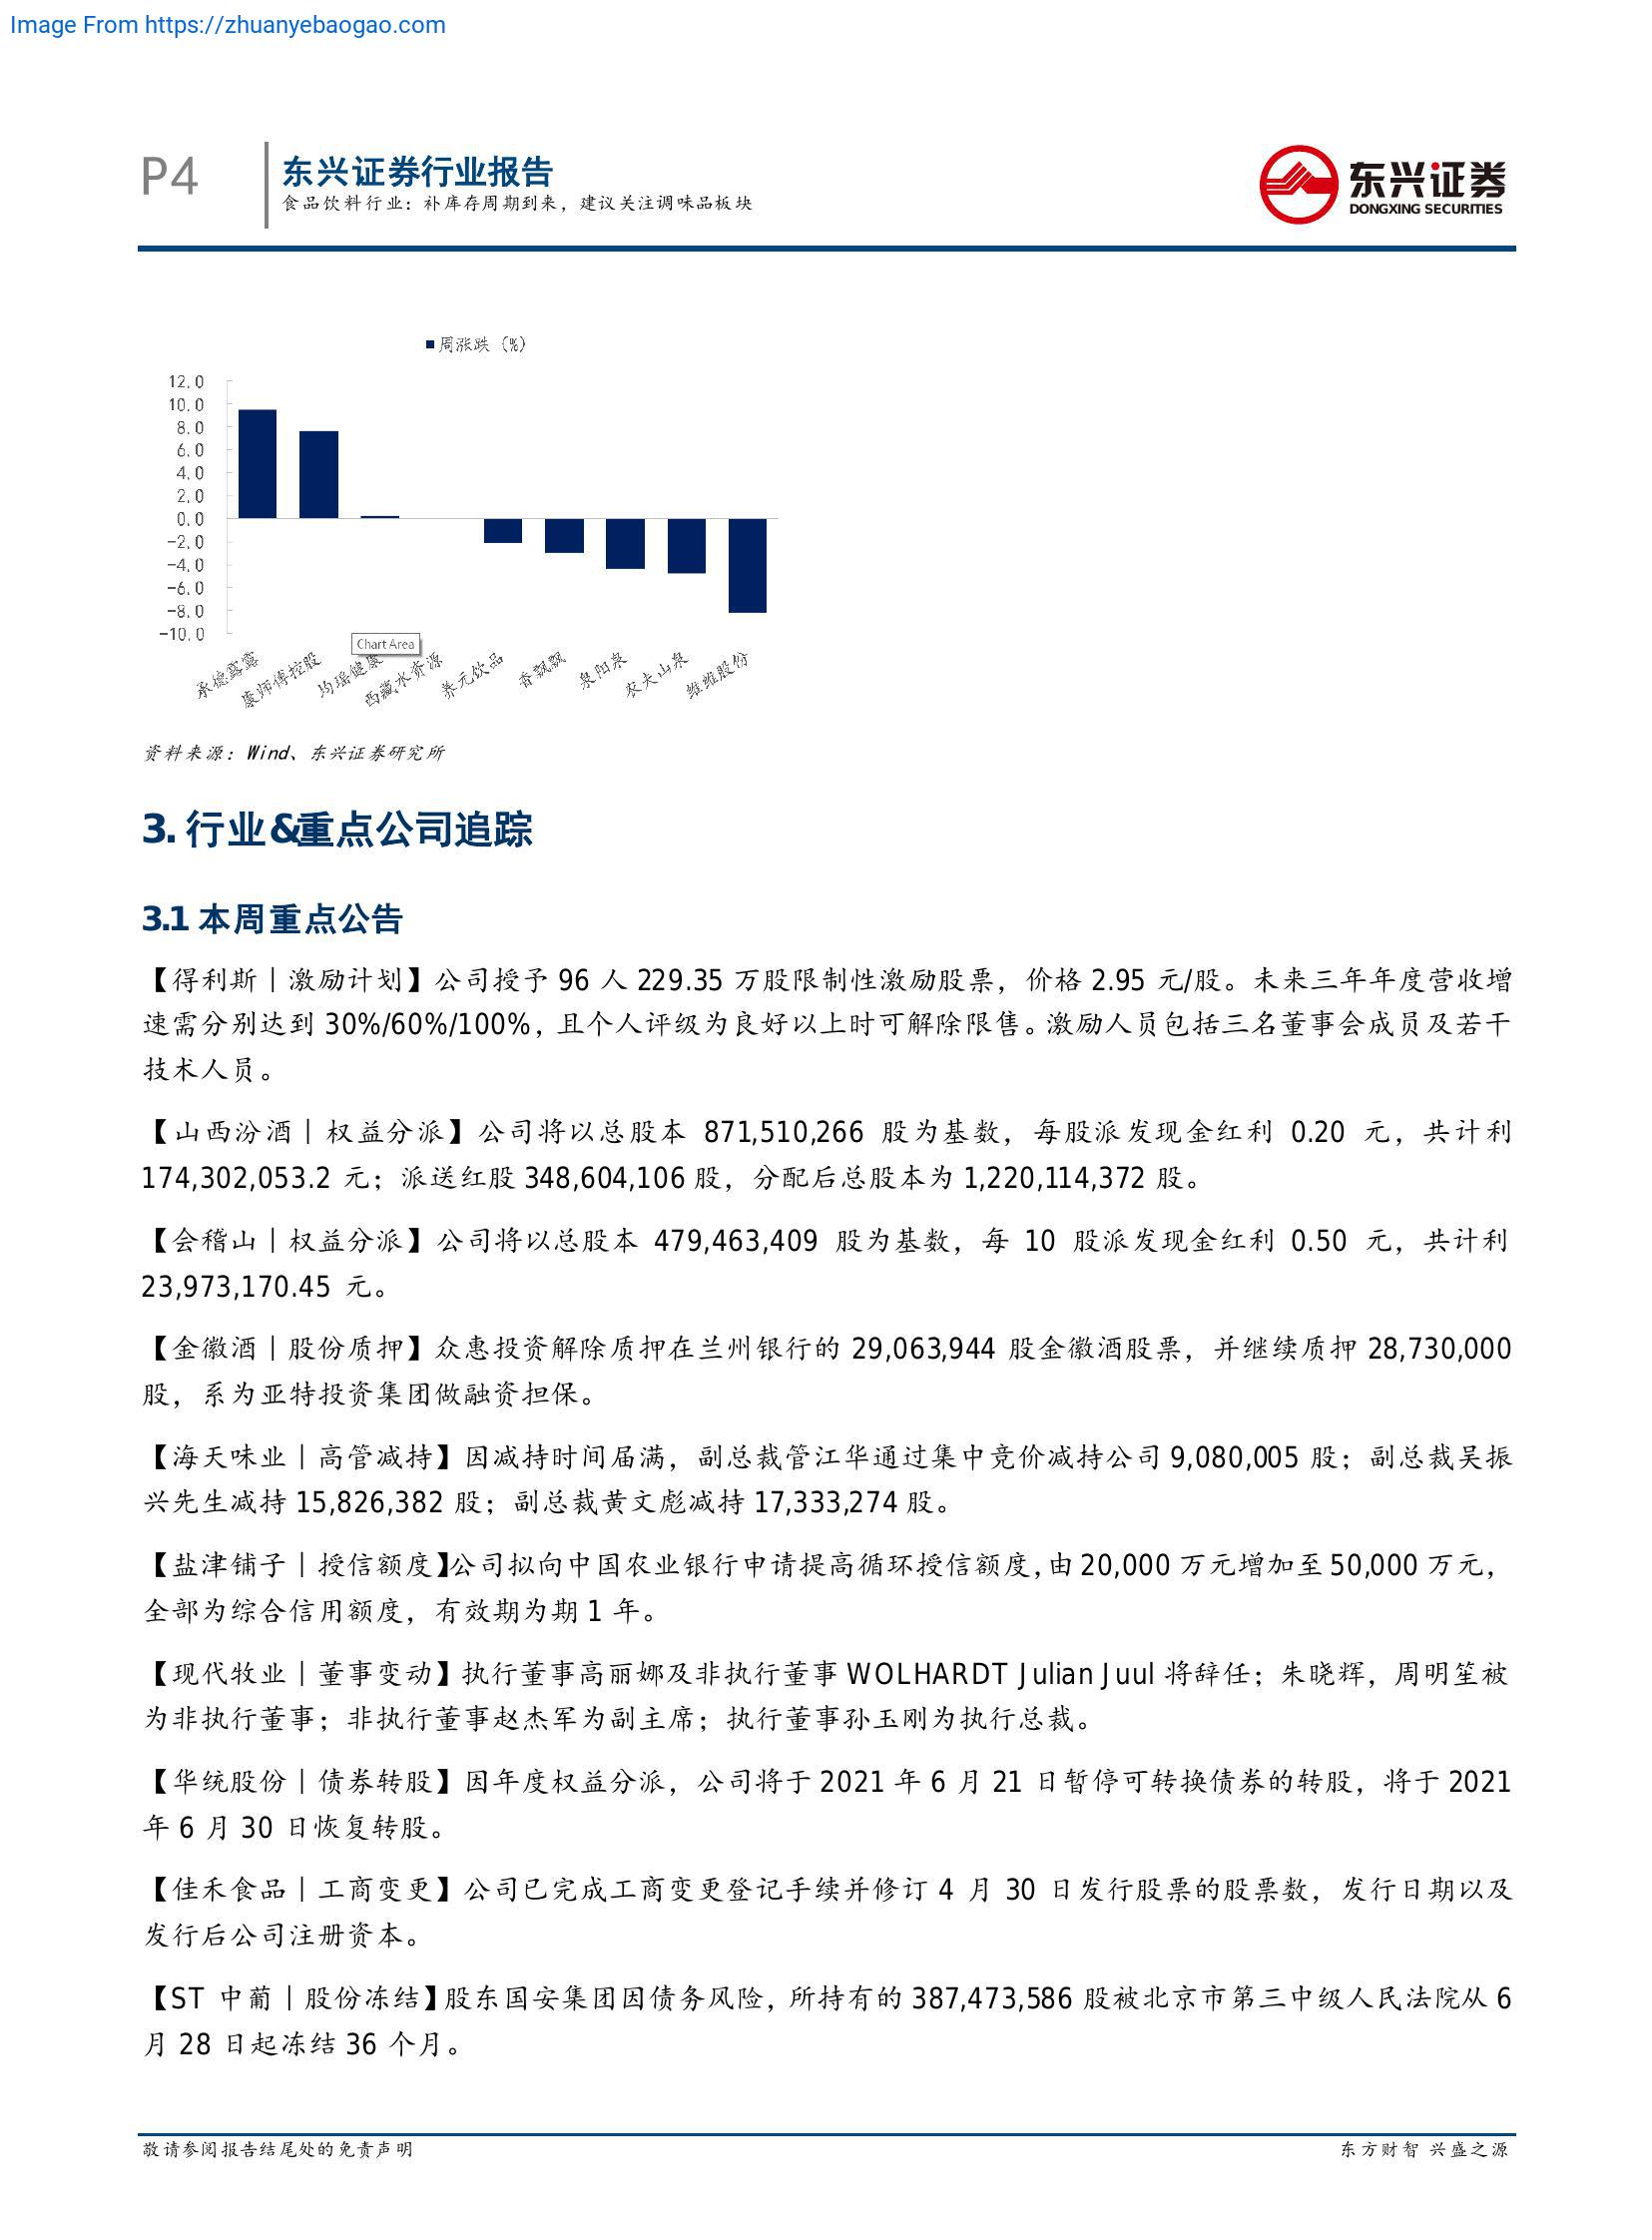 Image From https://zhuanyebaogao.com
P4
东兴证券行业报告
食品饮料行业：补库存周期到来，建议关注调味品板块
东兴证券
DONGXING SECURITIES
周涨跌（%）
12.0
10.0
8.0
6.0
4.0
2.0
0.0
-2.0
-4.0
-6.0
-8.0
-10.0
Chart Area
承德露露
康师傅控股
均瑶健康
西藏水资源
养元饮品
香飘飘
泉阳泉
农夫山泉
维维股份
资料来源：Wind、东兴证券研究所
3. 行业&重点公司追踪
3.1 本周重点公告
【得利斯｜激励计划】公司授予 96 人 229.35 万股限制性激励股票，价格 2.95 元/股。未来三年年度营收增
速需分别达到 30%/60%/100%，且个人评级为良好以上时可解除限售。激励人员包括三名董事会成员及若干
技术人员。
【山西汾酒｜权益分派】公司将以总股本 871,510,266 股为基数，每股派发现金红利 0.20 元，共计利
174,302,053.2 元；派送红股 348,604,106 股，分配后总股本为 1,220,114,372 股。
【会稽山｜权益分派】公司将以总股本 479,463,409 股为基数，每 10 股派发现金红利 0.50 元，共计利
23,973,170.45 元。
【金徽酒｜股份质押】众惠投资解除质押在兰州银行的 29,063,944 股金徽酒股票，并继续质押 28,730,000
股，系为亚特投资集团做融资担保。
【海天味业｜高管减持】因减持时间届满，副总裁管江华通过集中竞价减持公司 9,080,005 股；副总裁吴振
兴先生减持 15,826,382 股；副总裁黄文彪减持 17,333,274 股。
【盐津铺子｜授信额度】公司拟向中国农业银行申请提高循环授信额度，由 20,000 万元增加至 50,000 万元，
全部为综合信用额度，有效期为期 1 年。
【现代牧业｜董事变动】执行董事高丽娜及非执行董事 WOLHARDT Julian Juul 将辞任；朱晓辉，周明笙被
为非执行董事；非执行董事赵杰军为副主席；执行董事孙玉刚为执行总裁。
【华统股份｜债券转股】因年度权益分派，公司将于 2021 年 6 月 21 日暂停可转换债券的转股，将于 2021
年 6 月 30 日恢复转股。
【佳禾食品｜工商变更】公司已完成工商变更登记手续并修订 4 月 30 日发行股票的股票数，发行日期以及
发行后公司注册资本。
【ST 中葡｜股份冻结】股东国安集团因债务风险，所持有的 387,473,586 股被北京市第三中级人民法院从 6
月 28 日起冻结 36 个月。
敬请参阅报告结尾处的免责声明
东方财智 兴盛之源